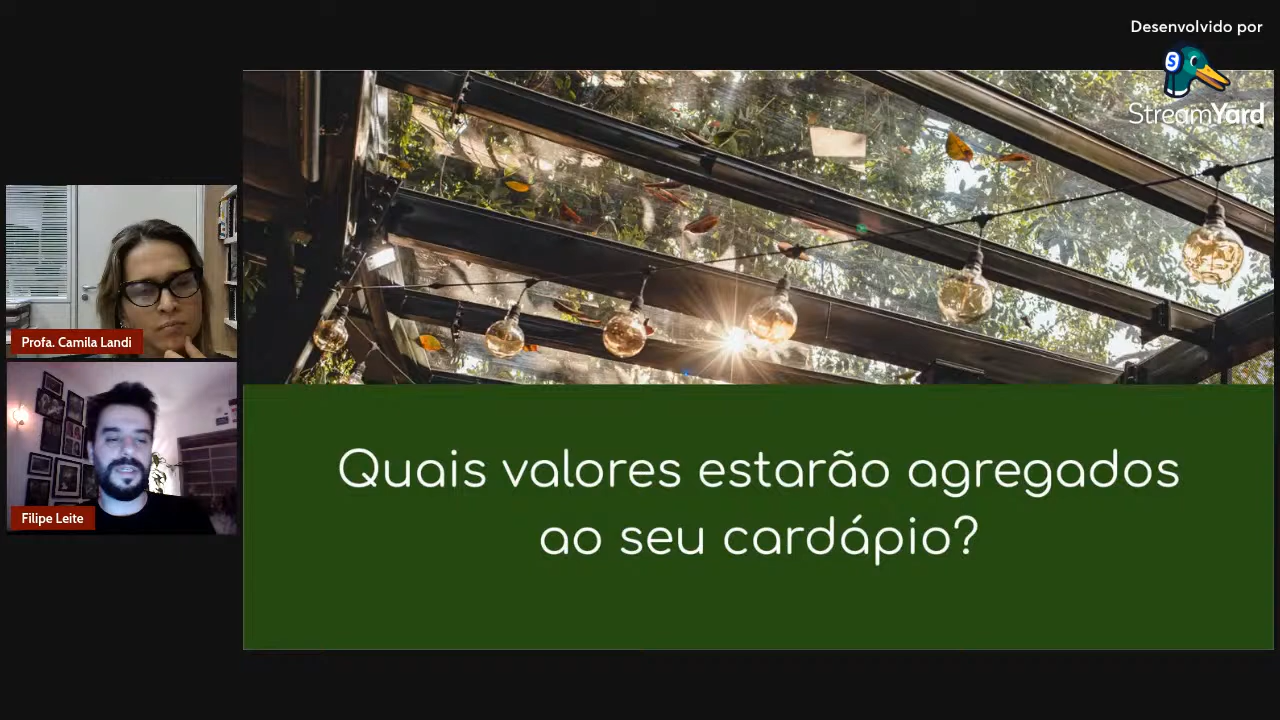 Desenvolvido por
S
StreamYard
Profa. Camila Landi
Filipe Leite
Quais valores estarão agregados
ao seu cardápio?